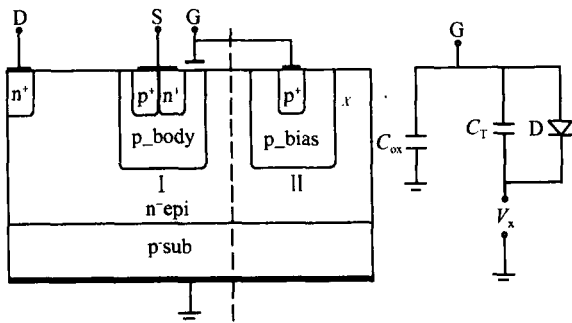 D S G G
n⁺ p⁺ n⁺ p⁺ x
p_body p_bias
C_ox C_T D
I II
n⁻epi
V_x
p⁻sub